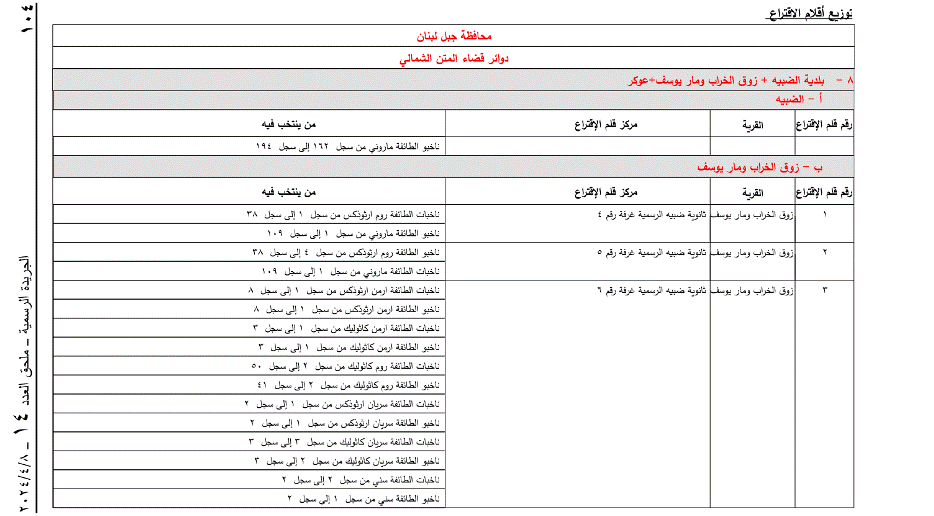 توزيع أقلام الاقتراع
محافظة جبل لبنان
دوائر قضاء المتن الشمالي
٨ - بلدية الضبيه + زوق الخراب ومار يوسف+عوكر
أ - الضبيه
رقم قلم الإقتراع القرية مركز قلم الإقتراع من ينتخب فيه
ناخبو الطائفة ماروني من سجل ١٦٢ إلى سجل ١٩٤
ب - زوق الخراب ومار يوسف
رقم قلم الإقتراع القرية مركز قلم الإقتراع من ينتخب فيه
١ زوق الخراب ومار يوسف ثانوية ضبيه الرسمية غرفة رقم ٤ ناخبات الطائفة روم ارثوذكس من سجل ١ إلى سجل ٣٨
ناخبو الطائفة ماروني من سجل ١ إلى سجل ١٠٩
٢ زوق الخراب ومار يوسف ثانوية ضبيه الرسمية غرفة رقم ٥ ناخبو الطائفة روم ارثوذكس من سجل ٤ إلى سجل ٣٨
ناخبات الطائفة ماروني من سجل ١ إلى سجل ١٠٩
٣ زوق الخراب ومار يوسف ثانوية ضبيه الرسمية غرفة رقم ٦ ناخبات الطائفة ارمن ارثوذكس من سجل ١ إلى سجل ٨
ناخبو الطائفة ارمن ارثوذكس من سجل ١ إلى سجل ٨
ناخبات الطائفة ارمن كاثوليك من سجل ١ إلى سجل ٣
ناخبو الطائفة ارمن كاثوليك من سجل ١ إلى سجل ٣
ناخبات الطائفة روم كاثوليك من سجل ٢ إلى سجل ٥٠
ناخبو الطائفة روم كاثوليك من سجل ٢ إلى سجل ٤١
ناخبات الطائفة سريان ارثوذكس من سجل ١ إلى سجل ٢
ناخبو الطائفة سريان ارثوذكس من سجل ١ إلى سجل ٢
ناخبات الطائفة سريان كاثوليك من سجل ٣ إلى سجل ٣
ناخبو الطائفة سريان كاثوليك من سجل ٢ إلى سجل ٣
ناخبات الطائفة سني من سجل ٢ إلى سجل ٢
ناخبو الطائفة سني من سجل ١ إلى سجل ٢
١٠٤
الجريدة الرسمية – ملحق العدد ١٤ – ٢٠٢٤/٤/٨